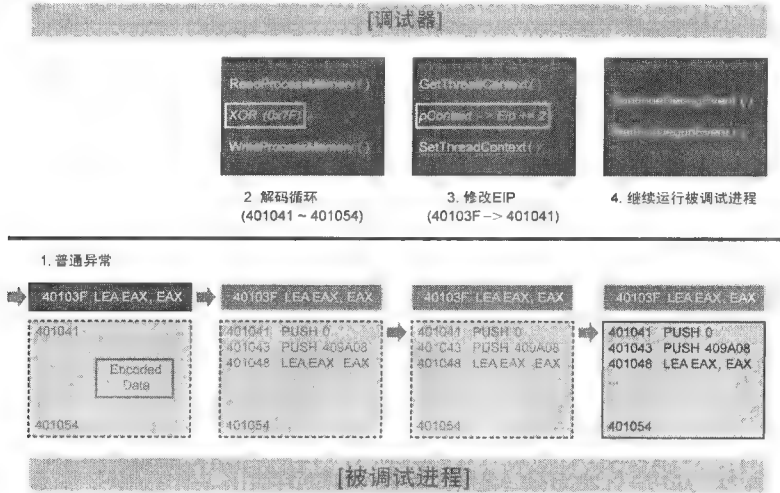 [调试器]
ReadProcessMemory()
XOR (0x7F)
WriteProcessMemory()
GetThreadContext()
pContext -> Eip += 2
SetThreadContext()
2 解码循环
(401041 ~ 401054)
3. 修改EIP
(40103F -> 401041)
4. 继续运行被调试进程
1. 普通异常
40103F LEA EAX, EAX
40103F LEA EAX, EAX
40103F LEA EAX, EAX
40103F LEA EAX, EAX
401041
Encoded
Data
401054
401041 PUSH 0
401043 PUSH 409A08
401048 LEA EAX EAX
401054
401041 PUSH 0
401043 PUSH 409A08
401048 LEA EAX, EAX
401054
401041 PUSH 0
401043 PUSH 409A08
401048 LEA EAX, EAX
401054
[被调试进程]